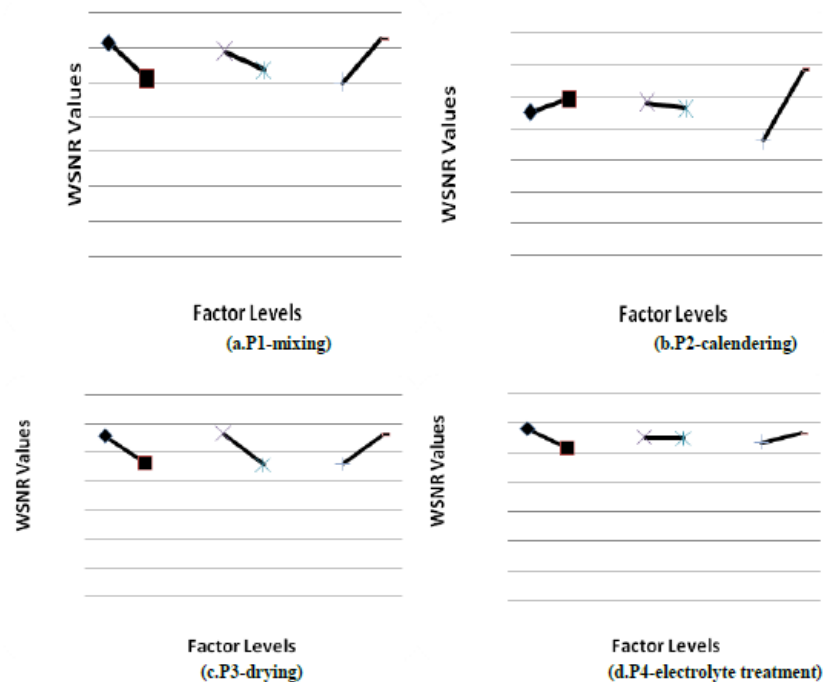 WSNR Values
Factor Levels
(a.P1-mixing)
WSNR Values
Factor Levels
(b.P2-calendering)
WSNR Values
Factor Levels
(c.P3-drying)
WSNR Values
Factor Levels
(d.P4-electrolyte treatment)